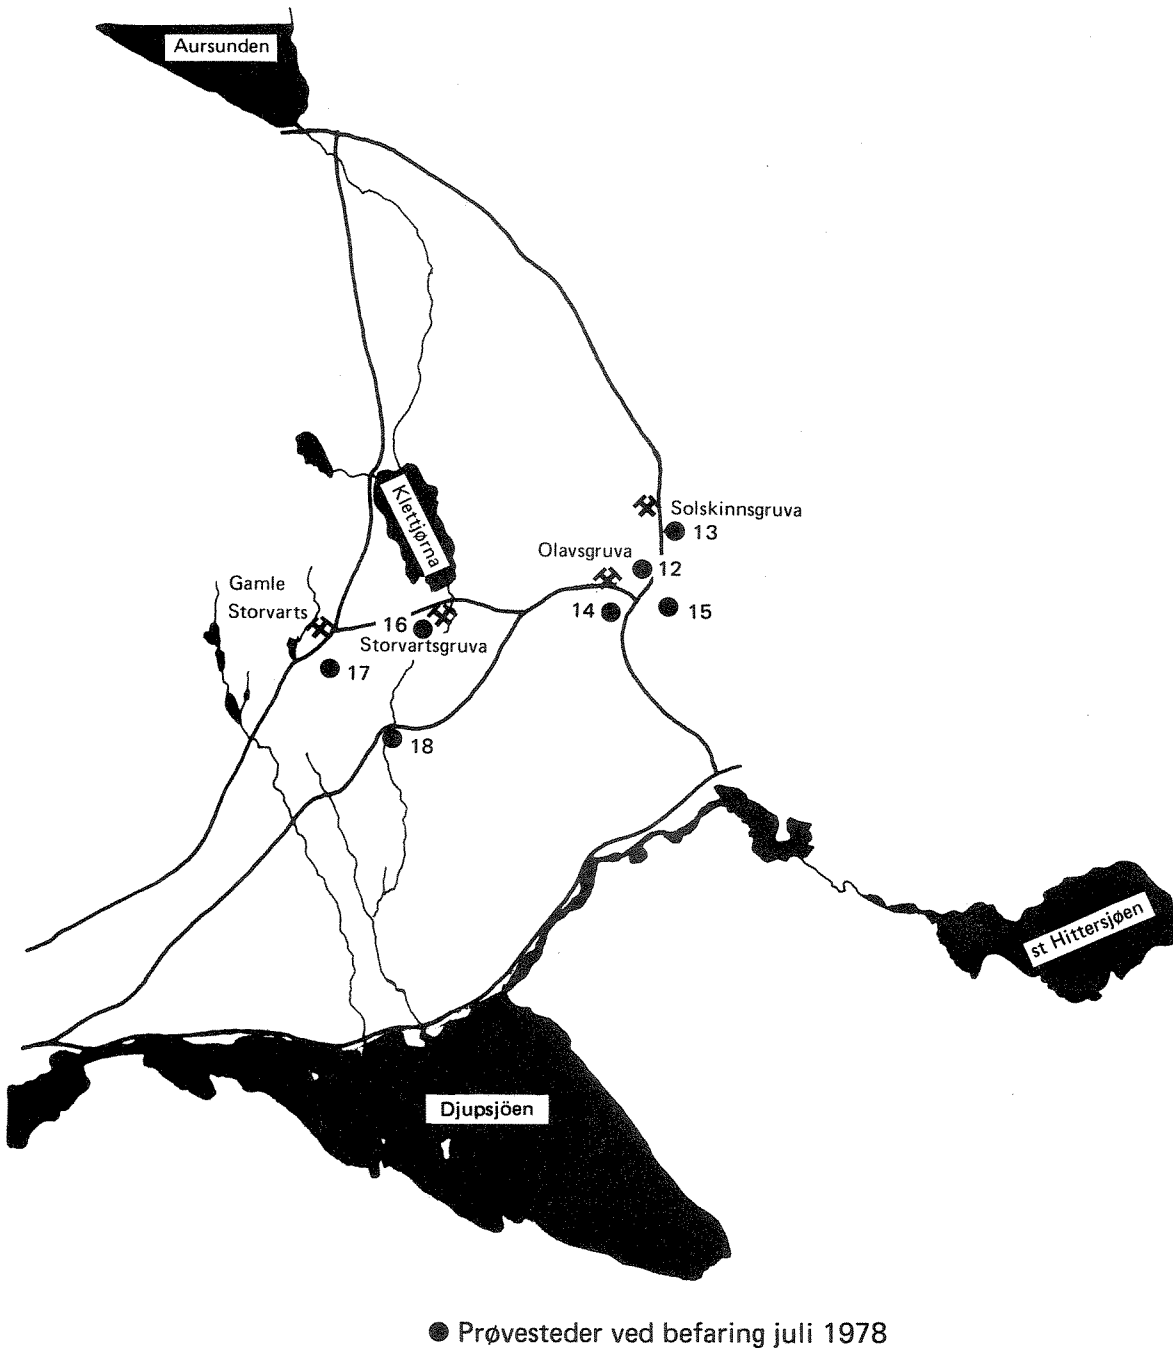 Aursunden
Klettjørna
Solskinnsgruva
13
Olavsgruva
12
Gamle
Storvarts
14
15
16
Storvartsgruva
17
18
st Hittersjøen
Djupsjöen
Prøvesteder ved befaring juli 1978